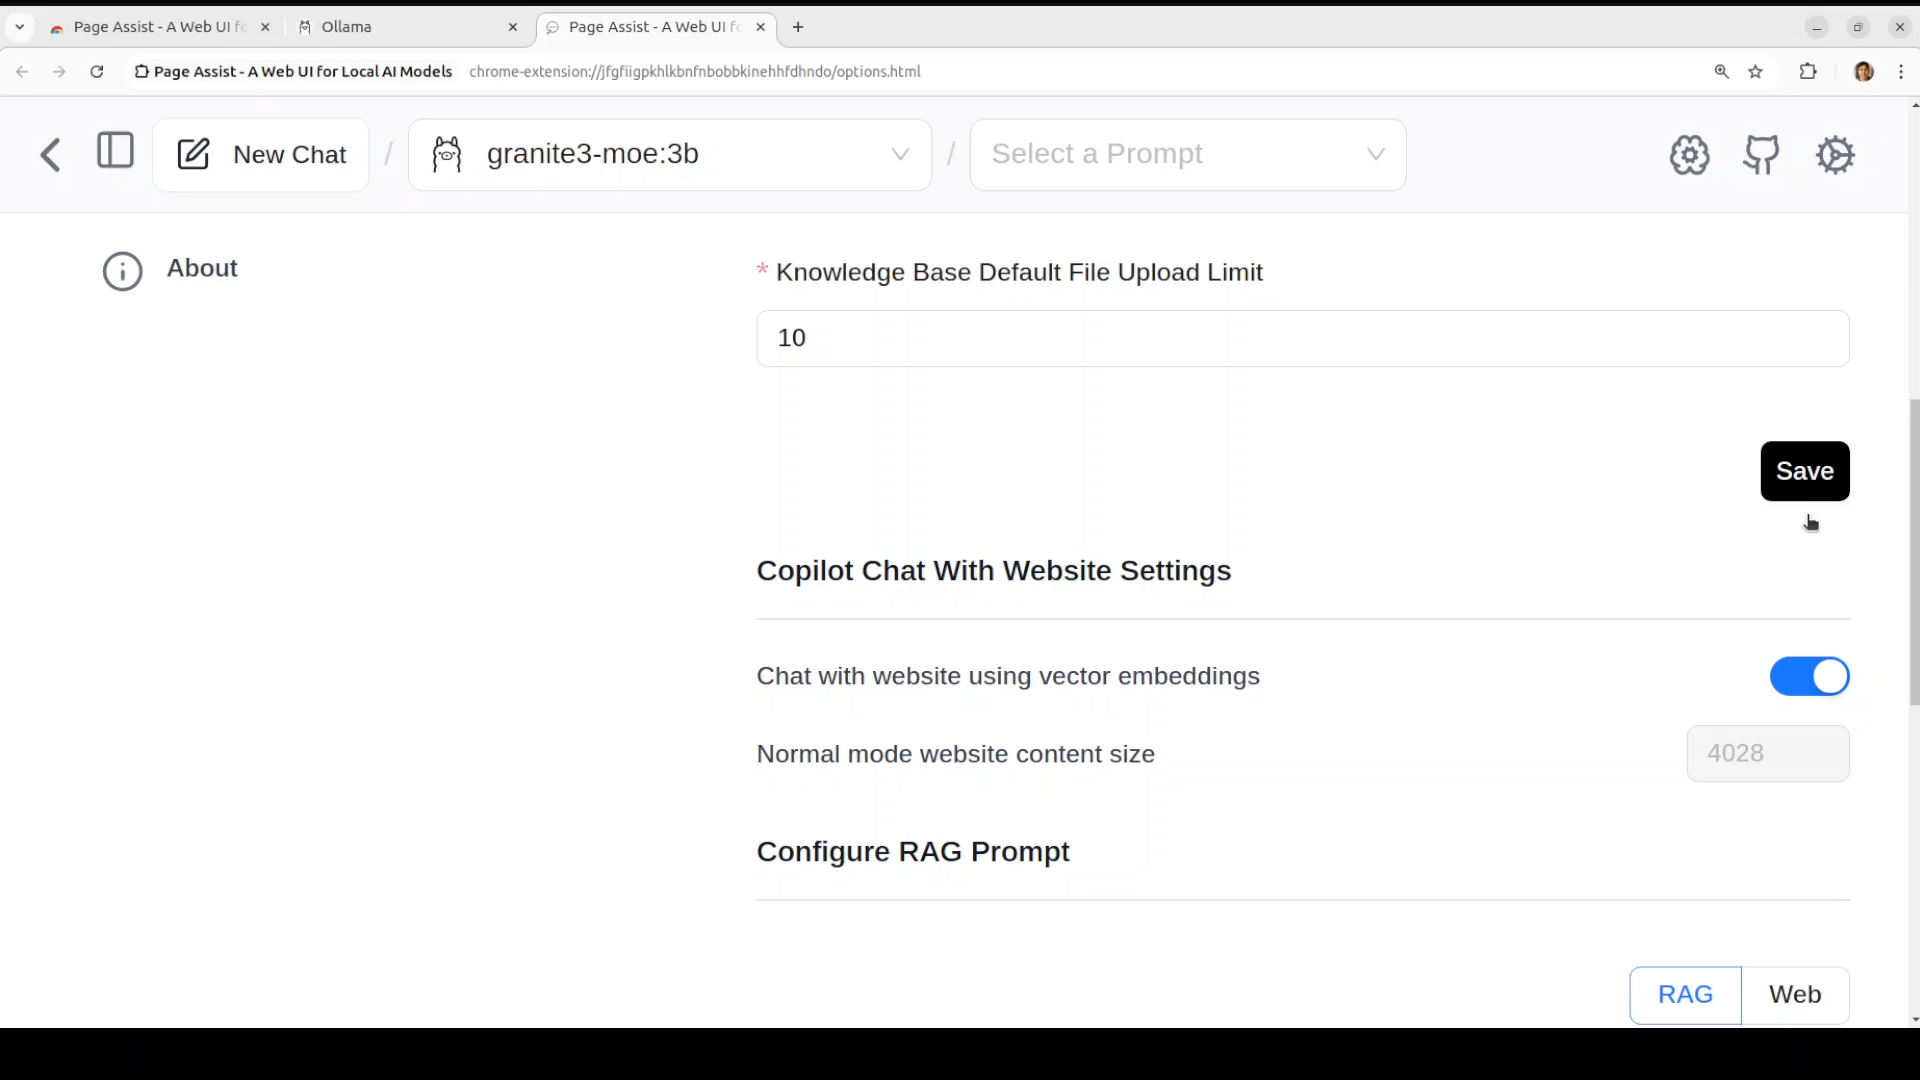 Page Assist - A Web UI fo
Ollama
Page Assist - A Web UI fo
Page Assist - A Web UI for Local AI Models
chrome-extension://jfgfiigpkhlkbnfnbobbkinehhfdhndo/options.html
New Chat / granite3-moe:3b / Select a Prompt
About
* Knowledge Base Default File Upload Limit
10
Save
Copilot Chat With Website Settings
Chat with website using vector embeddings
Normal mode website content size
4028
Configure RAG Prompt
RAG
Web